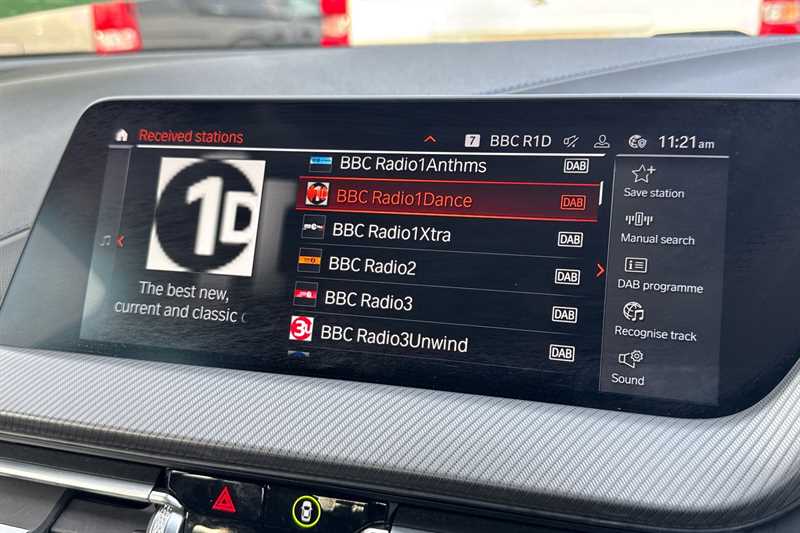 Received stations
7 BBC R1D 11:21am
1D
The best new,
current and classic
BBC Radio1Anthms DAB
BBC Radio1Dance DAB
BBC Radio1Xtra DAB
BBC Radio2 DAB
BBC Radio3 DAB
BBC Radio3Unwind DAB
Save station
Manual search
DAB programme
Recognise track
Sound